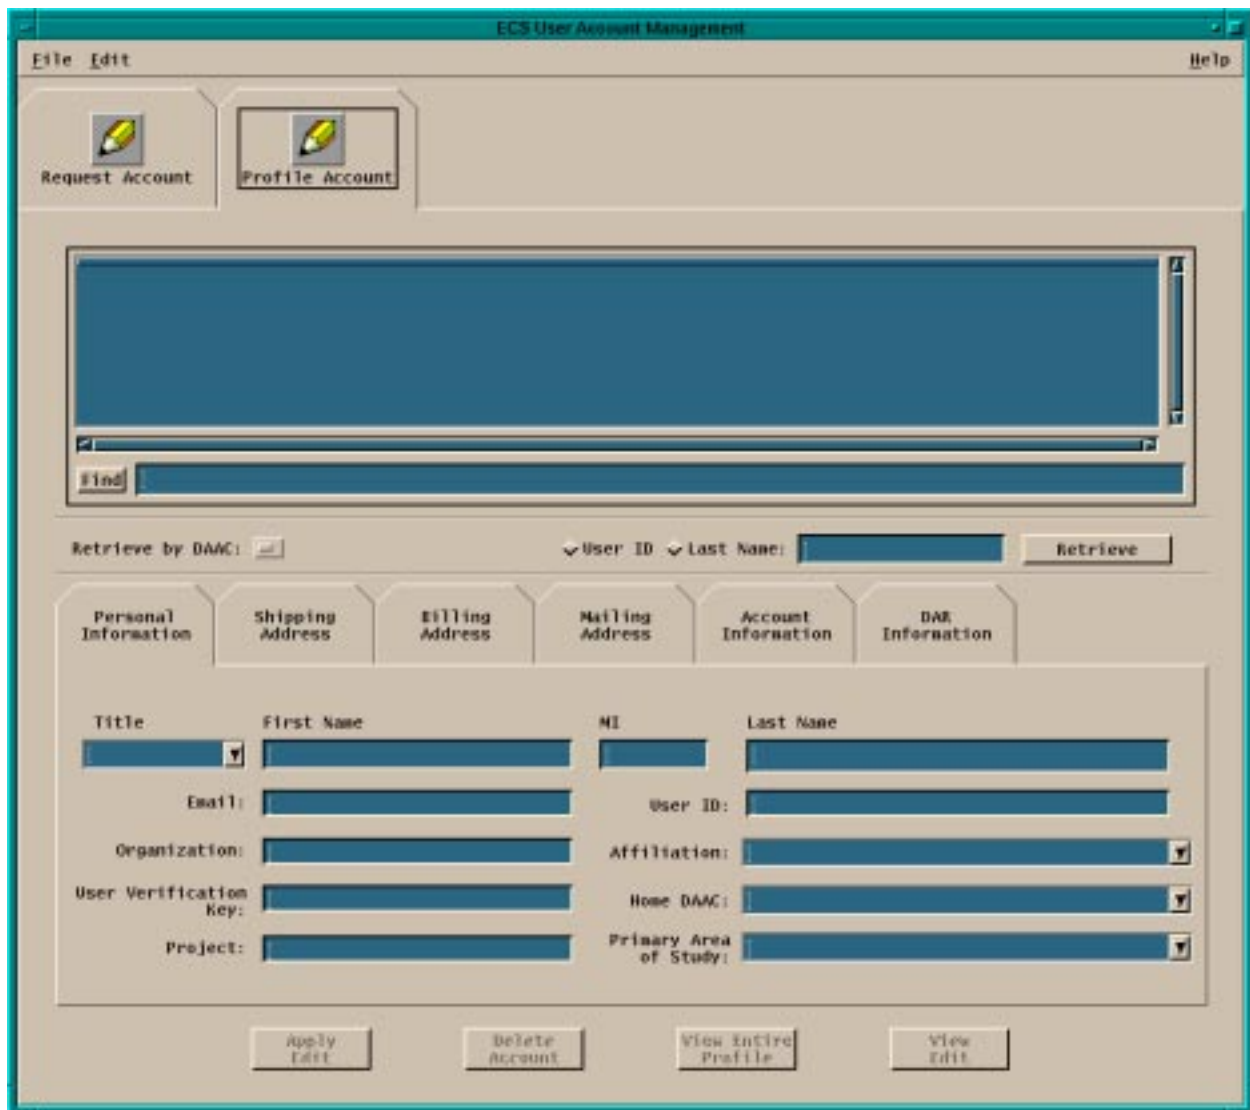 ECS User Account Management
File Edit Help
Request Account Profile Account
Find
Retrieve by DAAC: User ID Last Name: Retrieve
Personal Information
Shipping Address
Billing Address
Mailing Address
Account Information
DAR Information
Title First Name MI Last Name
Email: User ID:
Organization: Affiliation:
User Verification Key: Home DAAC:
Project: Primary Area of Study:
Apply Edit
Delete Account
View Entire Profile
View Edit